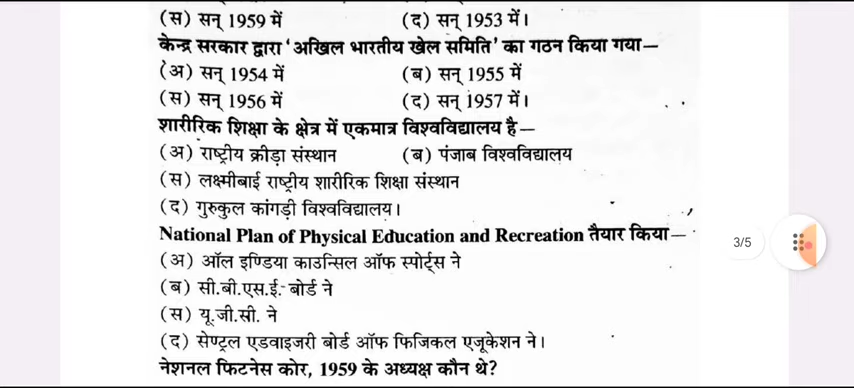 (स) सन् 1959 में (द) सन् 1953 में।
केन्द्र सरकार द्वारा ‘अखिल भारतीय खेल समिति’ का गठन किया गया—
(अ) सन् 1954 में (ब) सन् 1955 में
(स) सन् 1956 में (द) सन् 1957 में।
शारीरिक शिक्षा के क्षेत्र में एकमात्र विश्वविद्यालय है—
(अ) राष्ट्रीय क्रीड़ा संस्थान (ब) पंजाब विश्वविद्यालय
(स) लक्ष्मीबाई राष्ट्रीय शारीरिक शिक्षा संस्थान
(द) गुरुकुल कांगड़ी विश्वविद्यालय।
National Plan of Physical Education and Recreation तैयार किया—
3/5
(अ) ऑल इण्डिया काउन्सिल ऑफ स्पोर्ट्स ने
(ब) सी.बी.एस.ई. बोर्ड ने
(स) यू.जी.सी. ने
(द) सेण्ट्रल एडवाइजरी बोर्ड ऑफ फिजिकल एजूकेशन ने।
नेशनल फिटनेस कोर, 1959 के अध्यक्ष कौन थे?